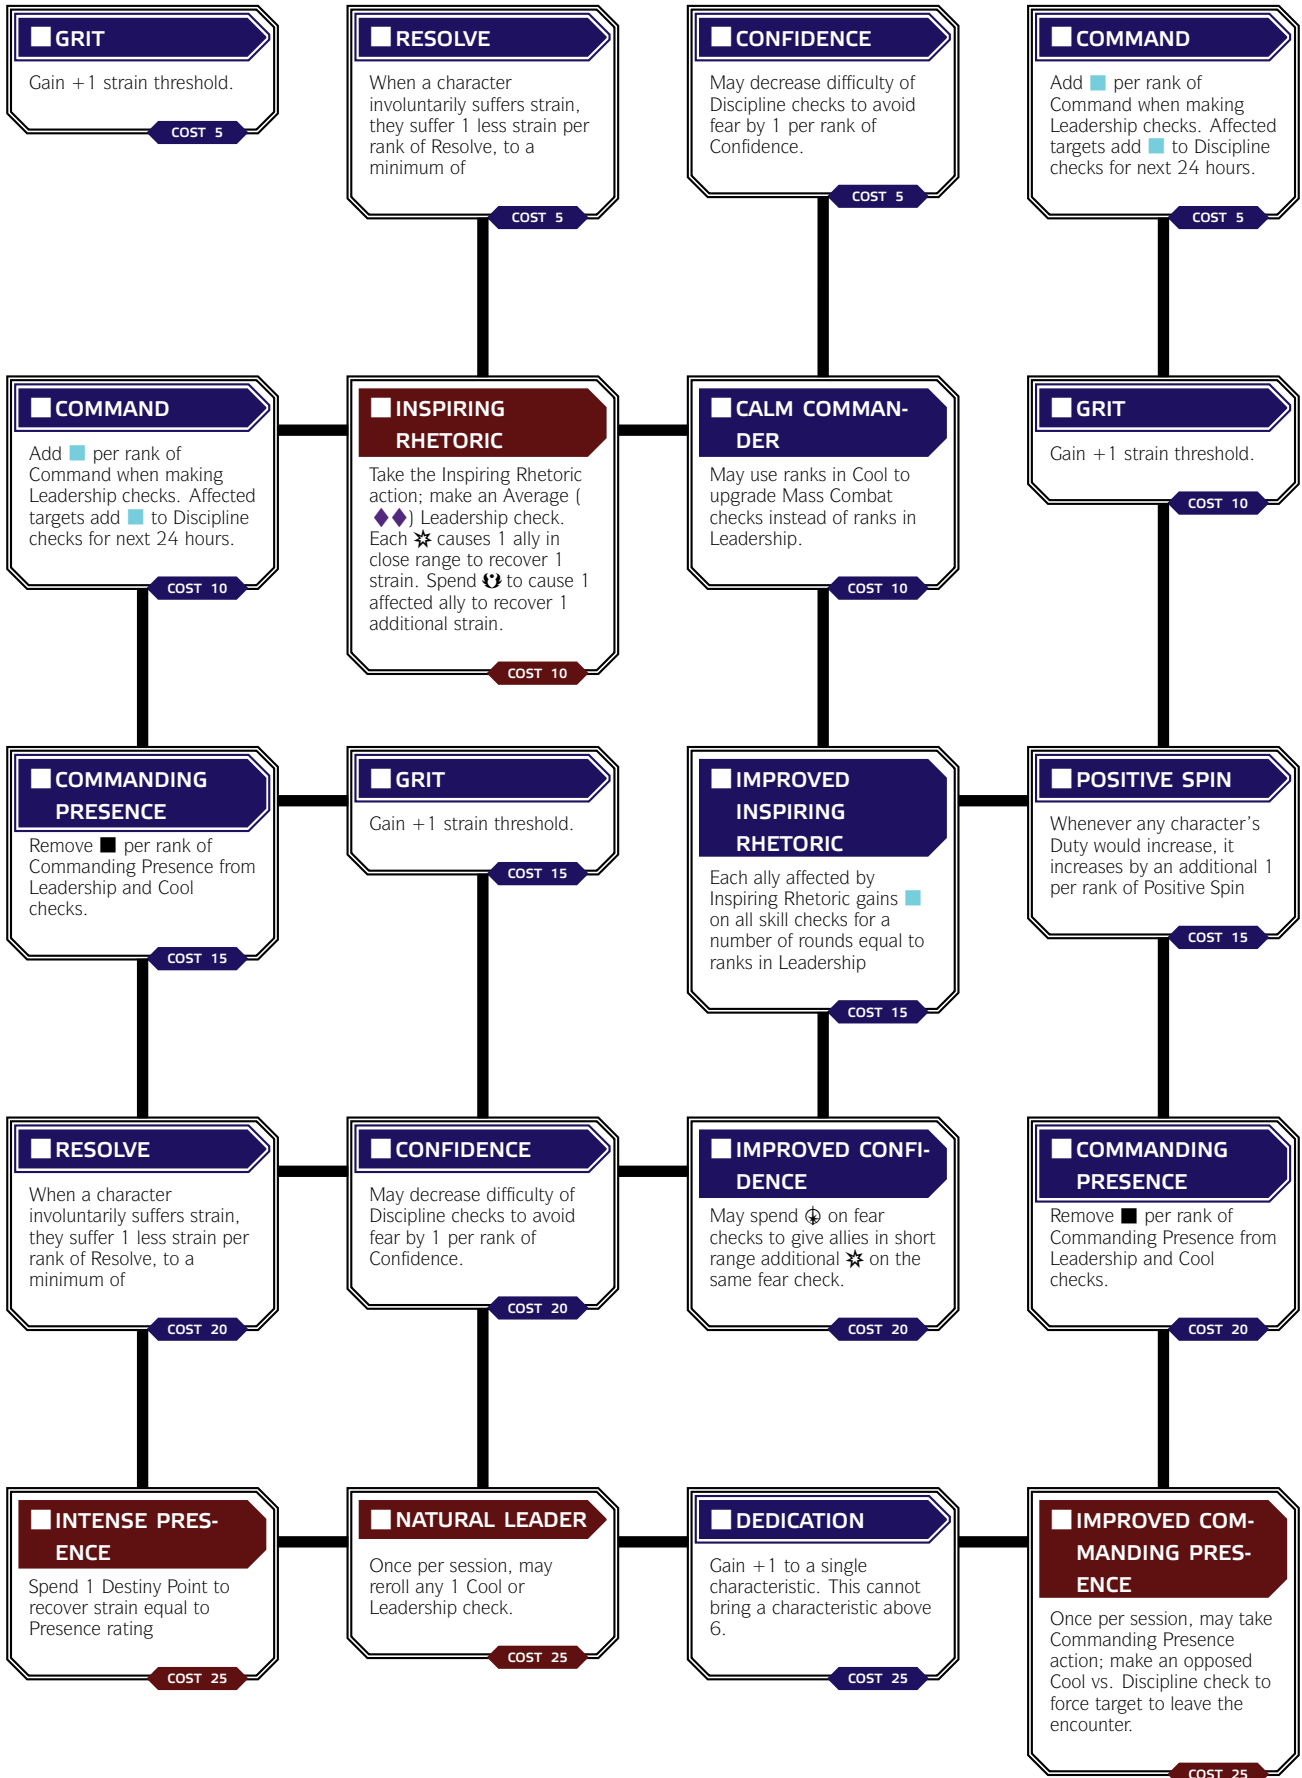 GRIT
Gain +1 strain threshold.
COST 5
RESOLVE
When a character
involuntarily suffers strain,
they suffer 1 less strain per
rank of Resolve, to a
minimum of
COST 5
CONFIDENCE
May decrease difficulty of
Discipline checks to avoid
fear by 1 per rank of
Confidence.
COST 5
COMMAND
Add per rank of
Command when making
Leadership checks. Affected
targets add to Discipline
checks for next 24 hours.
COST 5
COMMAND
Add per rank of
Command when making
Leadership checks. Affected
targets add to Discipline
checks for next 24 hours.
COST 10
INSPIRING
RHETORIC
Take the Inspiring Rhetoric
action; make an Average (
) Leadership check.
Each causes 1 ally in
close range to recover 1
strain. Spend to cause 1
affected ally to recover 1
additional strain.
COST 10
CALM COMMAN-
DER
May use ranks in Cool to
upgrade Mass Combat
checks instead of ranks in
Leadership.
COST 10
GRIT
Gain +1 strain threshold.
COST 10
COMMANDING
PRESENCE
Remove per rank of
Commanding Presence from
Leadership and Cool
checks.
COST 15
GRIT
Gain +1 strain threshold.
COST 15
IMPROVED
INSPIRING
RHETORIC
Each ally affected by
Inspiring Rhetoric gains
on all skill checks for a
number of rounds equal to
ranks in Leadership
COST 15
POSITIVE SPIN
Whenever any character's
Duty would increase, it
increases by an additional 1
per rank of Positive Spin
COST 15
RESOLVE
When a character
involuntarily suffers strain,
they suffer 1 less strain per
rank of Resolve, to a
minimum of
COST 20
CONFIDENCE
May decrease difficulty of
Discipline checks to avoid
fear by 1 per rank of
Confidence.
COST 20
IMPROVED CONFI-
DENCE
May spend on fear
checks to give allies in short
range additional on the
same fear check.
COST 20
COMMANDING
PRESENCE
Remove per rank of
Commanding Presence from
Leadership and Cool
checks.
COST 20
INTENSE PRES-
ENCE
Spend 1 Destiny Point to
recover strain equal to
Presence rating
COST 25
NATURAL LEADER
Once per session, may
reroll any 1 Cool or
Leadership check.
COST 25
DEDICATION
Gain +1 to a single
characteristic. This cannot
bring a characteristic above
6.
COST 25
IMPROVED COM-
MANDING PRES-
ENCE
Once per session, may take
Commanding Presence
action; make an opposed
Cool vs. Discipline check to
force target to leave the
encounter.
COST 25